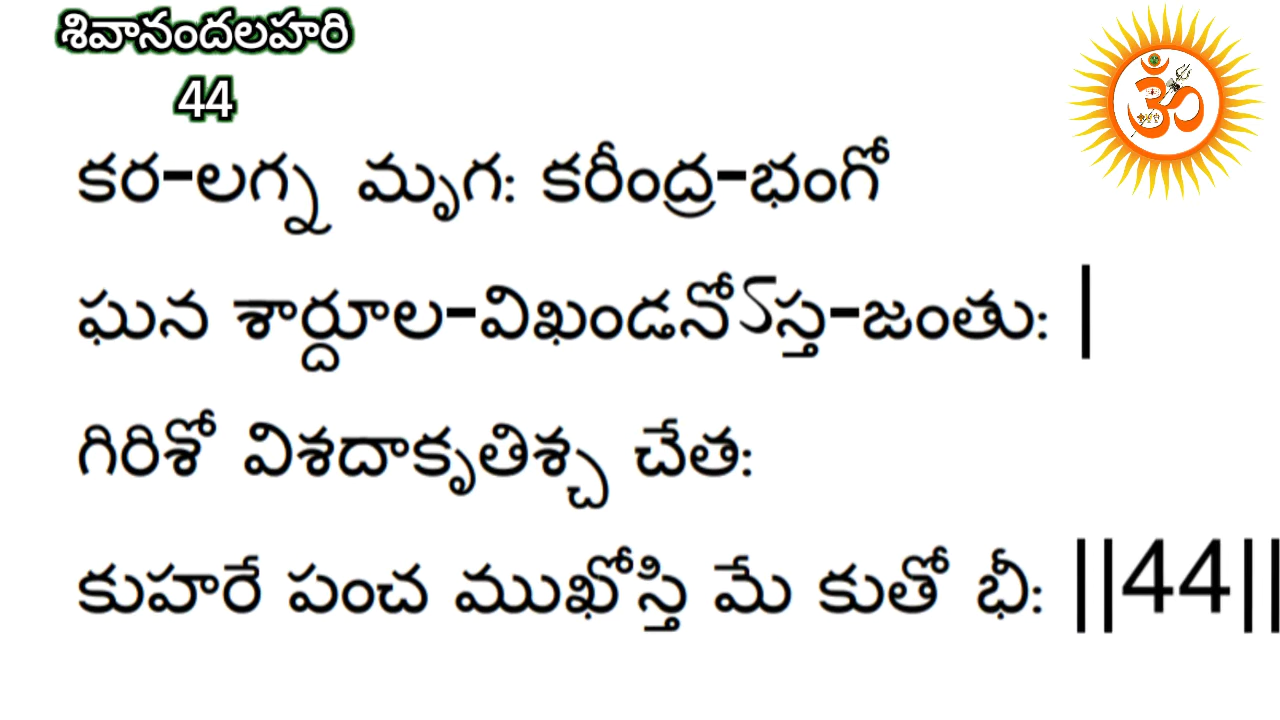 శివానందలహరి
44
కర-లగ్న మృగః కరీంద్ర-భంగో
ఘన శార్దూల-విఖండనోఽస్త-జంతుః |
గిరిశో విశదాకృతిశ్చ చేతః
కుహరే పంచ ముఖోస్తి మే కుతో భీః ||44||